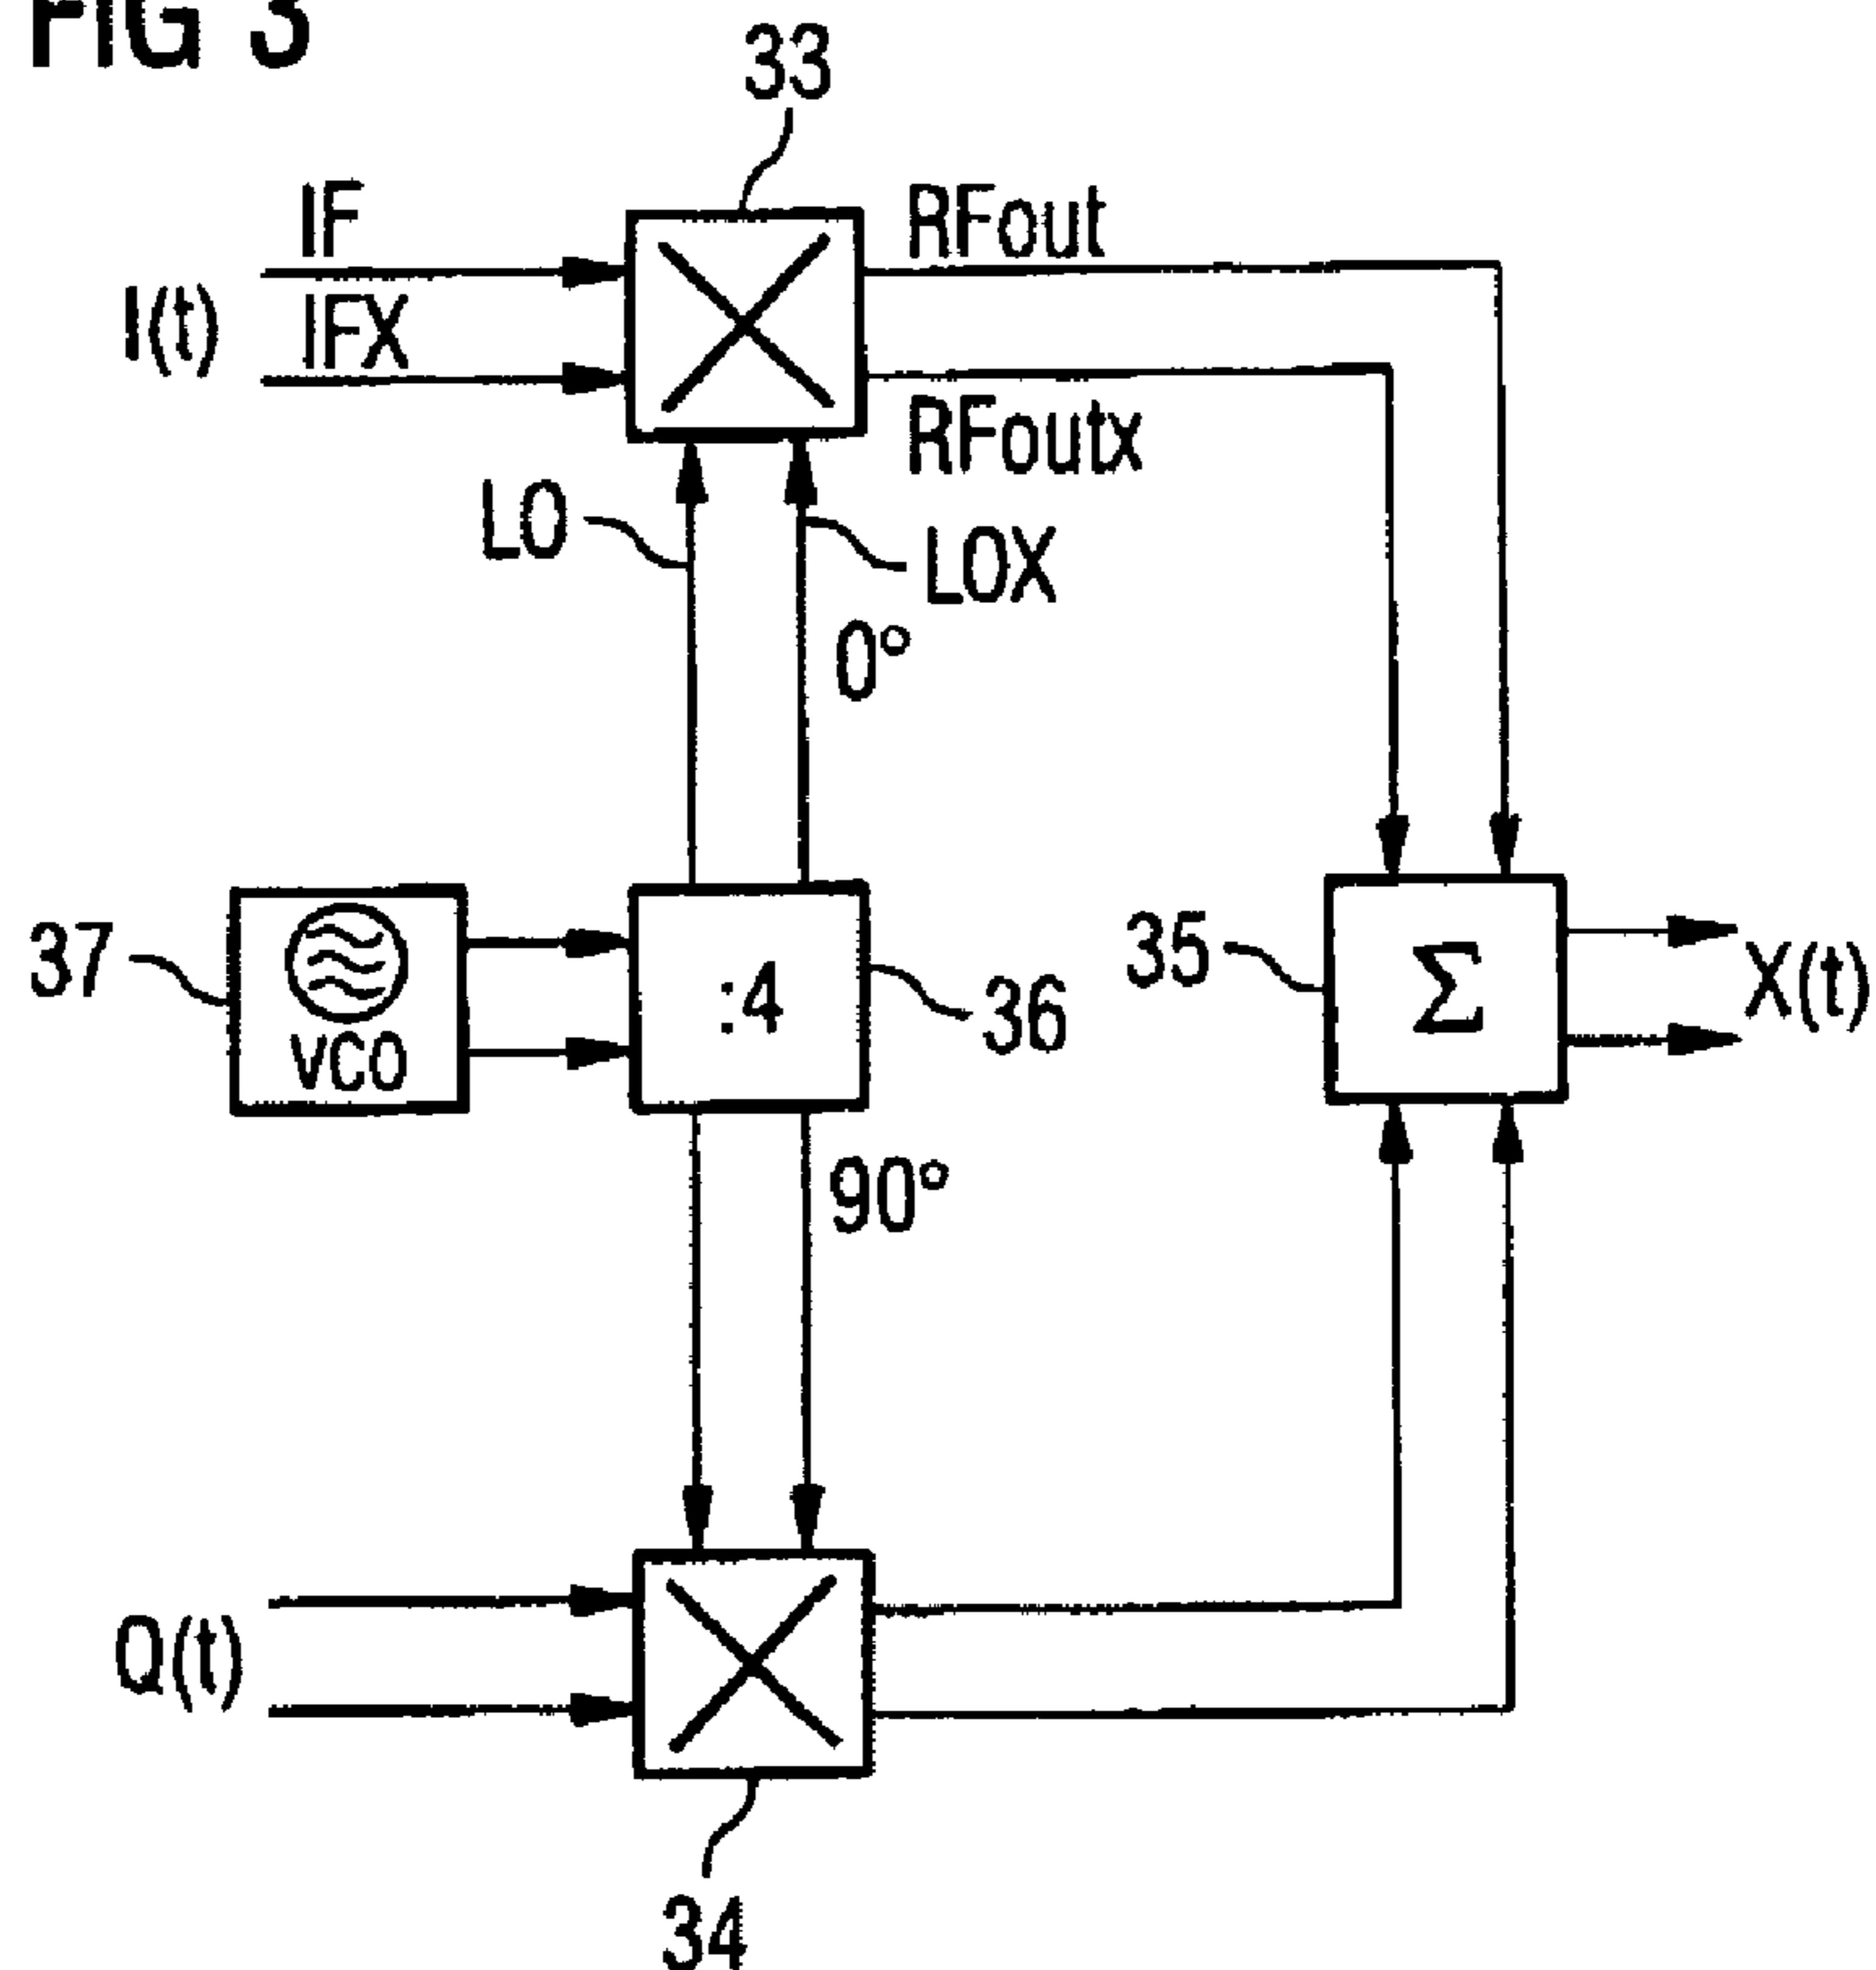 FIG 3
33
IF
RFout
I(t)
IFX
RFoutx
LO
LOX
0°
37
VCO
:4
36
35
Σ
X(t)
90°
Q(t)
34